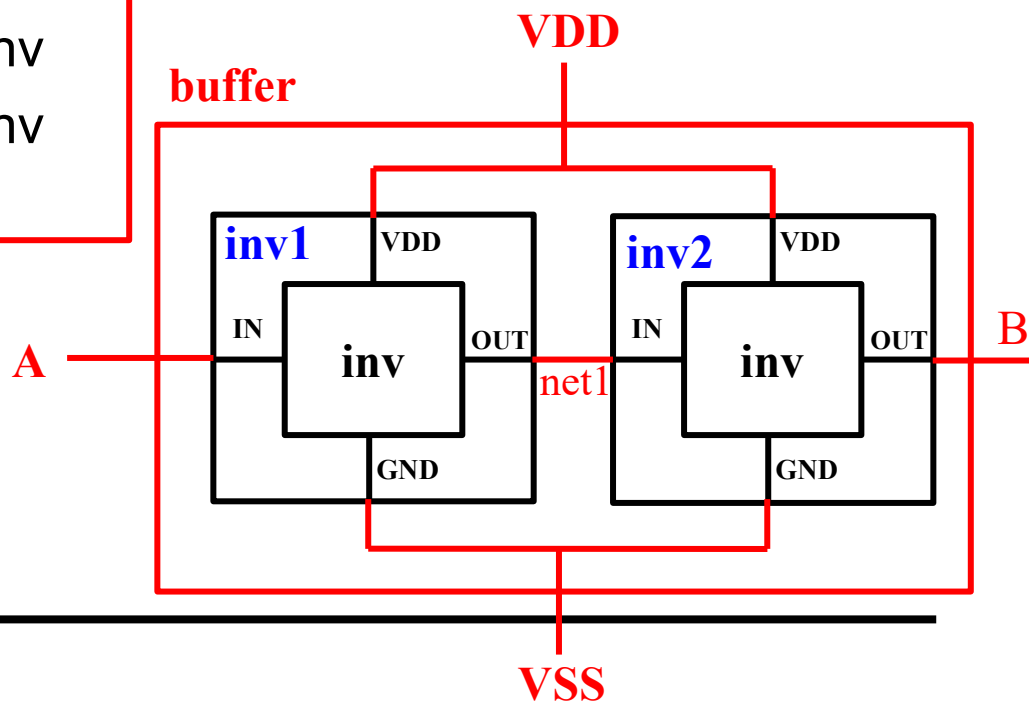 nv
nv
VDD
buffer
inv1
VDD
inv2
VDD
IN
OUT
IN
OUT
B
A
inv
net1
inv
GND
GND
VSS